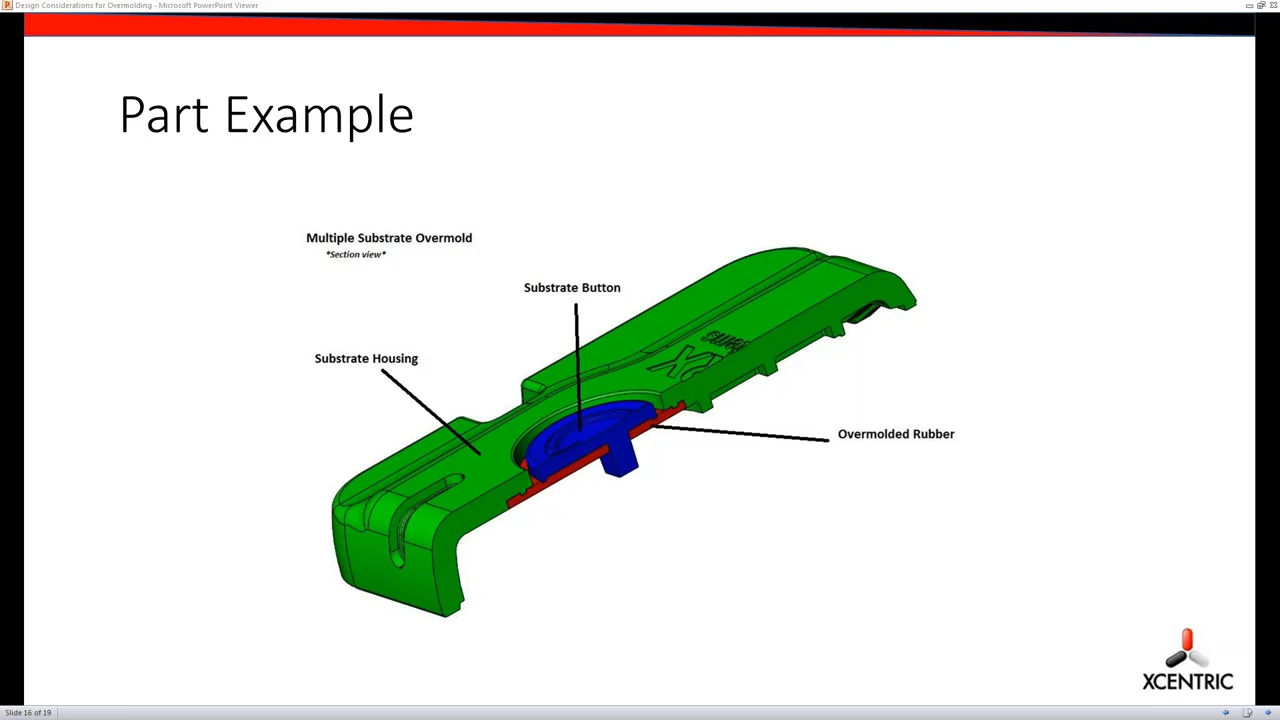 Design Considerations for Overmolding - Microsoft PowerPoint Viewer
Part Example
Multiple Substrate Overmold
*Section view*
Substrate Button
Substrate Housing
Overmolded Rubber
XCENTRIC
Slide 16 of 19